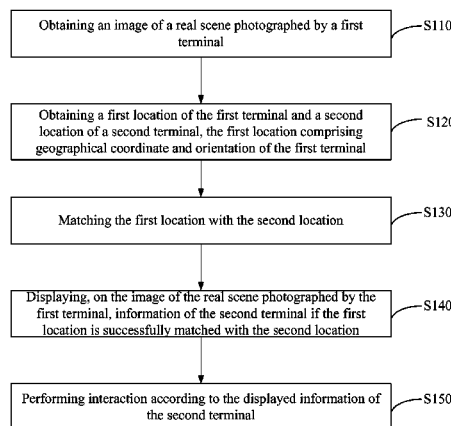 Obtaining an image of a real scene photographed by a first
terminal
S110
Obtaining a first location of the first terminal and a second
location of a second terminal, the first location comprising
geographical coordinate and orientation of the first terminal
S120
Matching the first location with the second location
S130
Displaying, on the image of the real scene photographed by the
first terminal, information of the second terminal if the first
location is successfully matched with the second location
S140
Performing interaction according to the displayed information of
the second terminal
S150